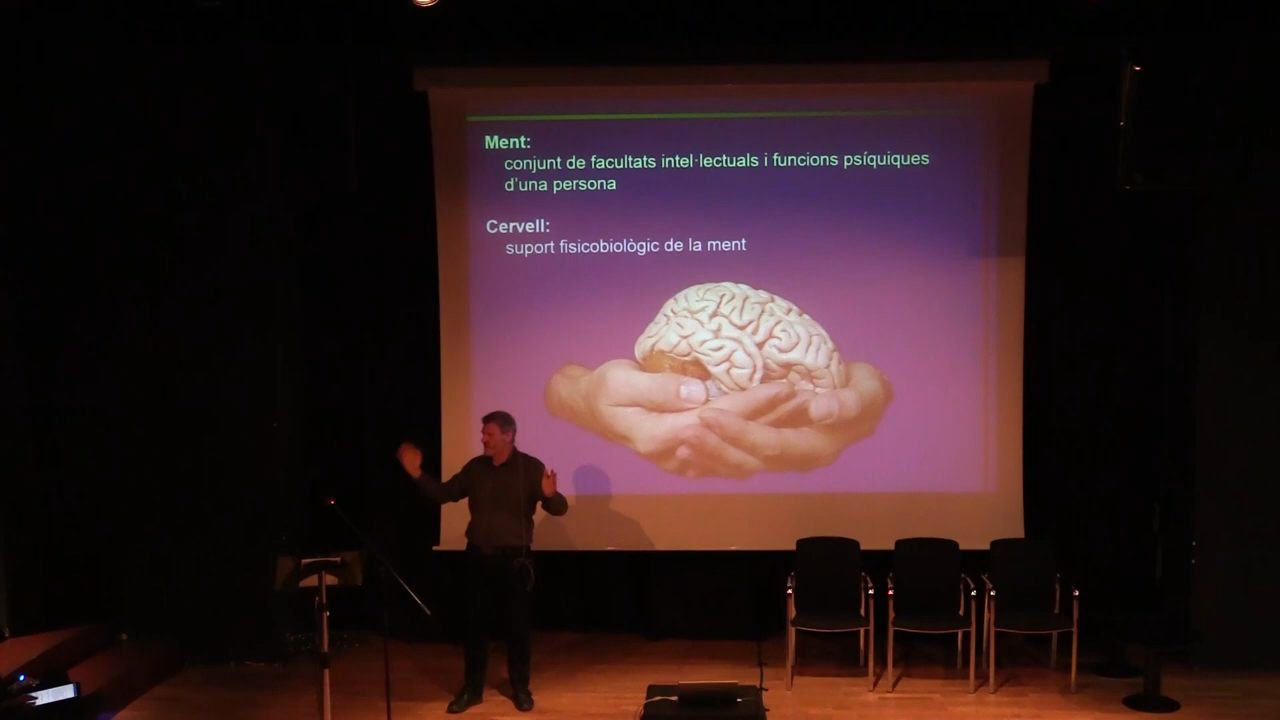 Ment:
conjunt de facultats intel·lectuals i funcions psíquiques
d'una persona
Cervell:
suport fisicobiològic de la ment